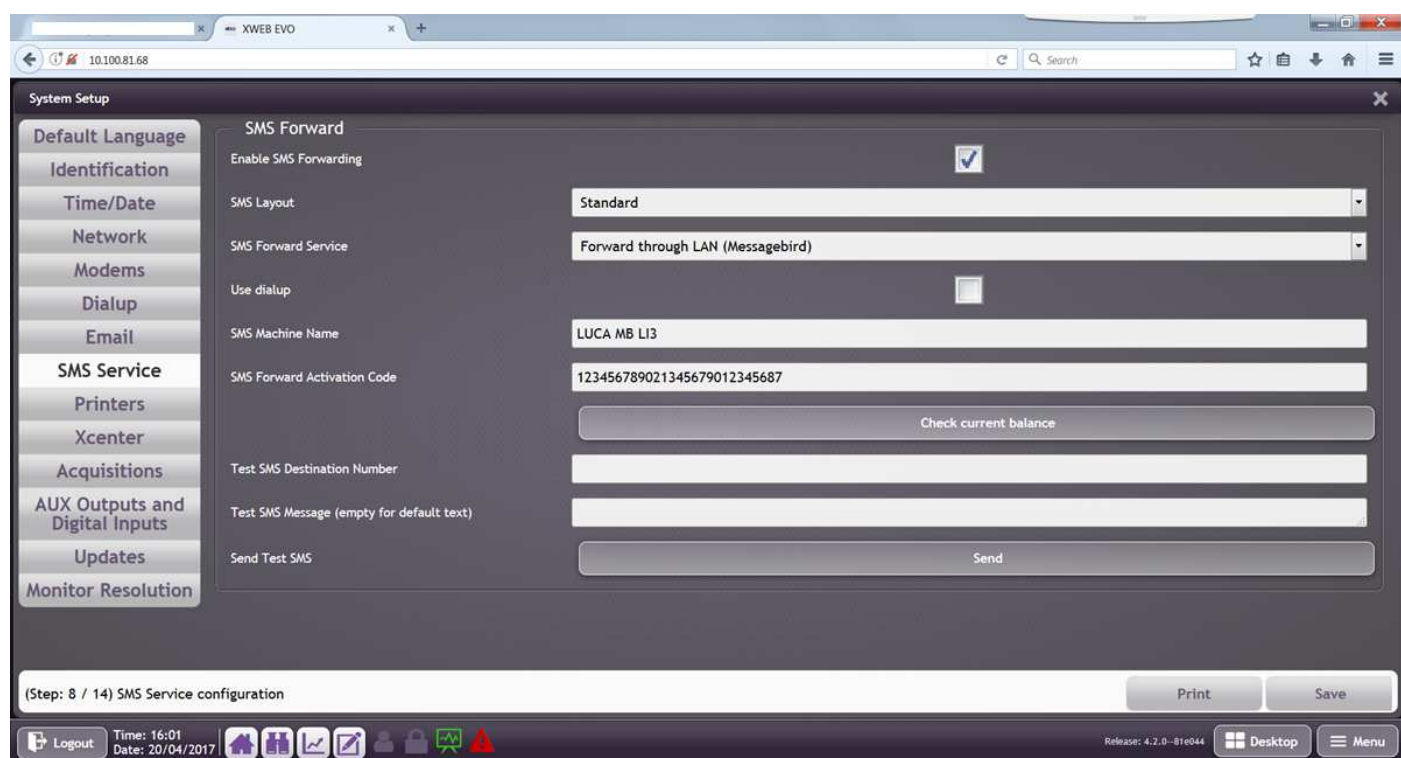 XWEB EVO
10.100.81.68
Search
System Setup
Default Language
Identification
Time/Date
Network
Modems
Dialup
Email
SMS Service
Printers
Xcenter
Acquisitions
AUX Outputs and
Digital Inputs
Updates
Monitor Resolution
SMS Forward
Enable SMS Forwarding
SMS Layout
Standard
SMS Forward Service
Forward through LAN (Messagebird)
Use dialup
SMS Machine Name
LUCA MB LI3
SMS Forward Activation Code
123456789021345679012345687
Check current balance
Test SMS Destination Number
Test SMS Message (empty for default text)
Send Test SMS
Send
(Step: 8 / 14) SMS Service configuration
Print
Save
Logout
Time: 16:01
Date: 20/04/2017
Release: 4.2.0--81e044
Desktop
Menu